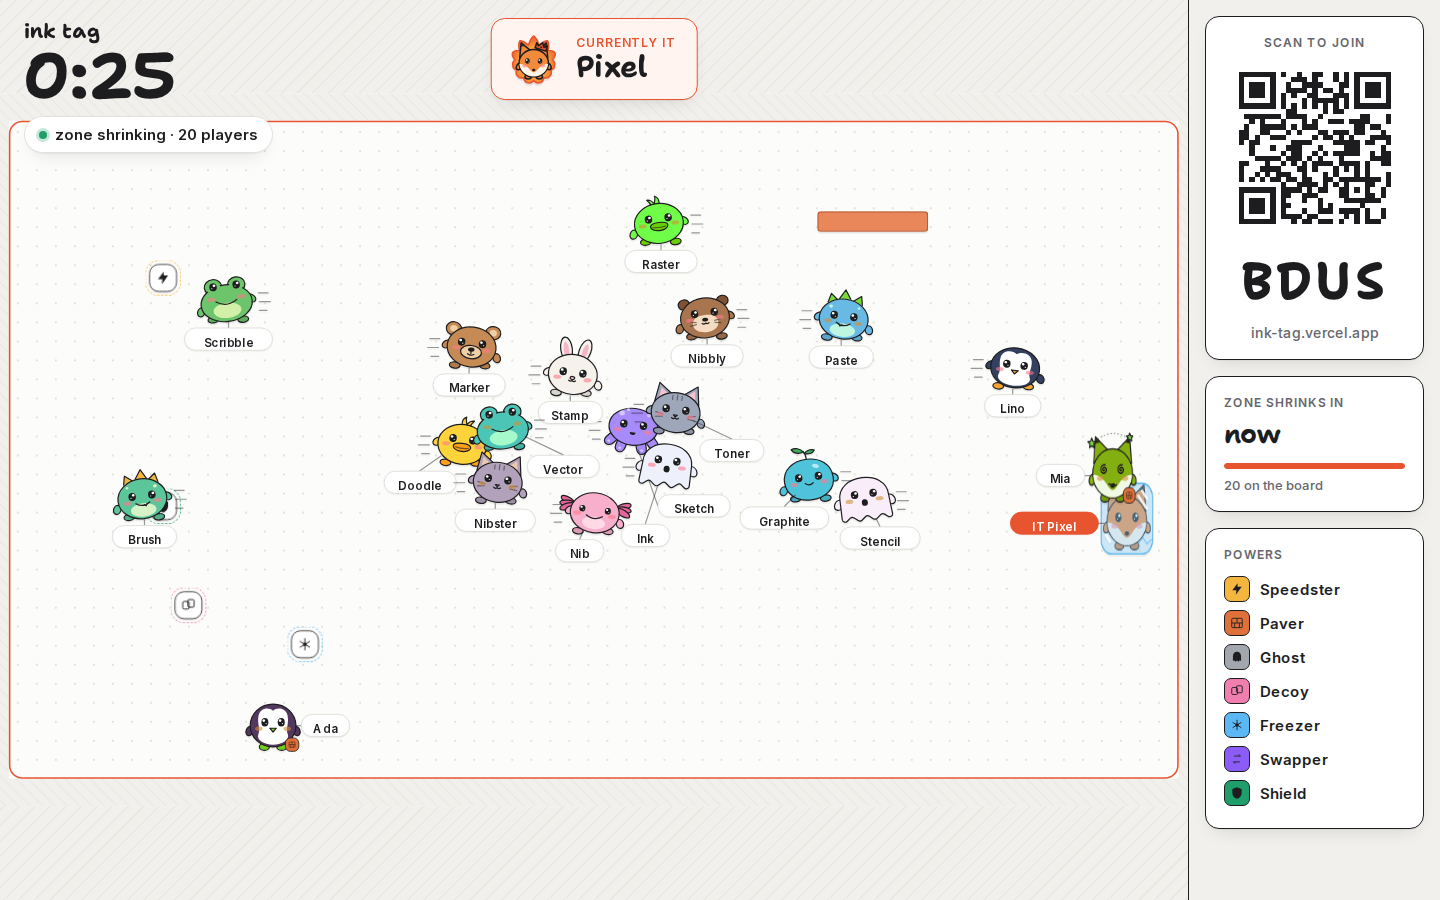 ink tag
0:25
CURRENTLY IT
Pixel
zone shrinking · 20 players
Raster
Scribble
Nibbly
Paste
Marker
Stamp
Lino
Toner
Vector
Doodle
Mia
Sketch
Nibster
Graphite
IT Pixel
Brush
Ink
Stencil
Nib
Ada
SCAN TO JOIN
BDUS
ink-tag.vercel.app
ZONE SHRINKS IN
now
20 on the board
POWERS
Speedster
Paver
Ghost
Decoy
Freezer
Swapper
Shield